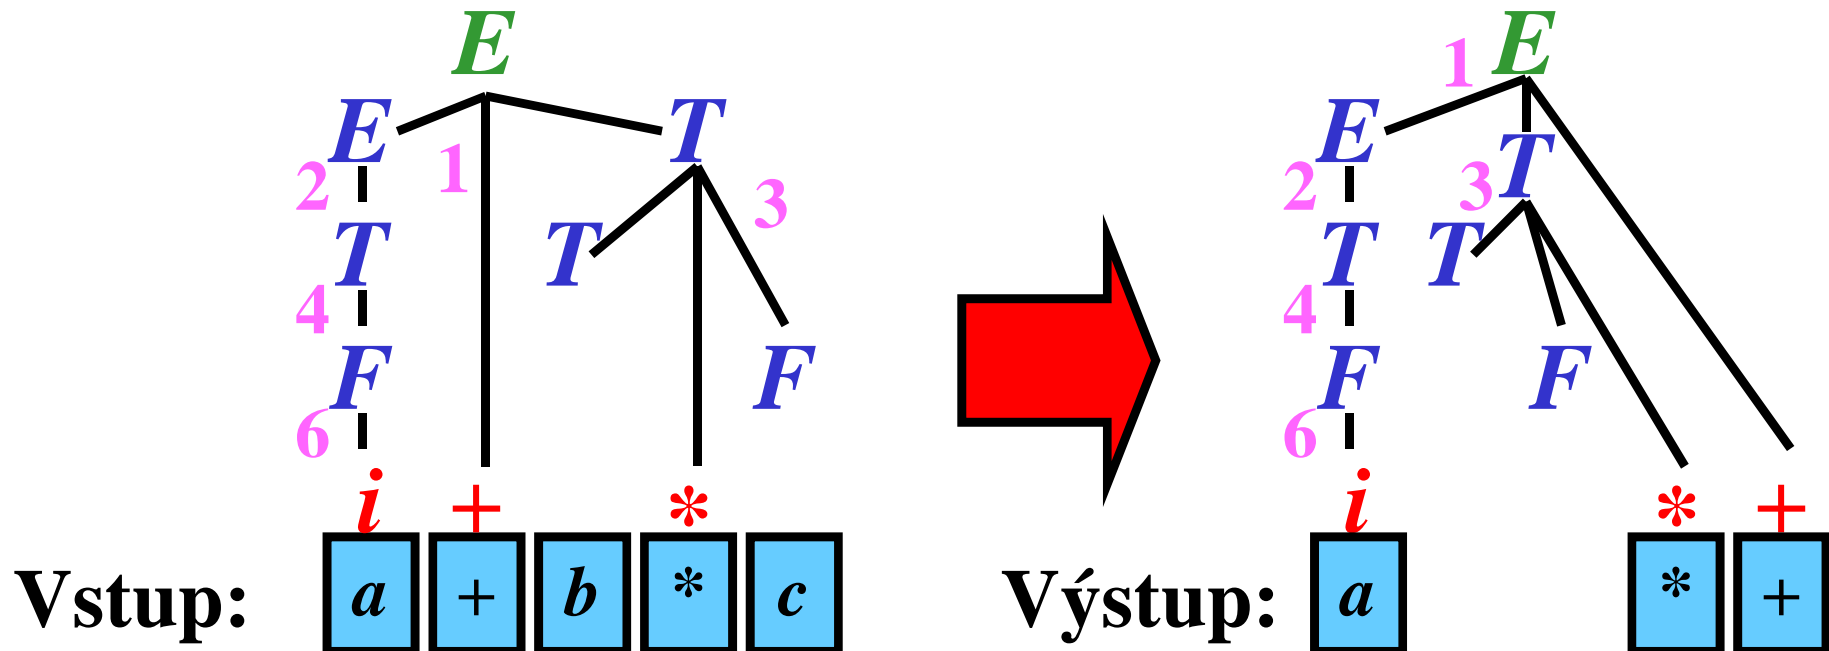 E
1 E
E T
E
1
T
2 3
2 3
T T
T T
4
4
F F
F F
6
6
i + *
i * +
Vstup: a + b * c
Výstup: a * +